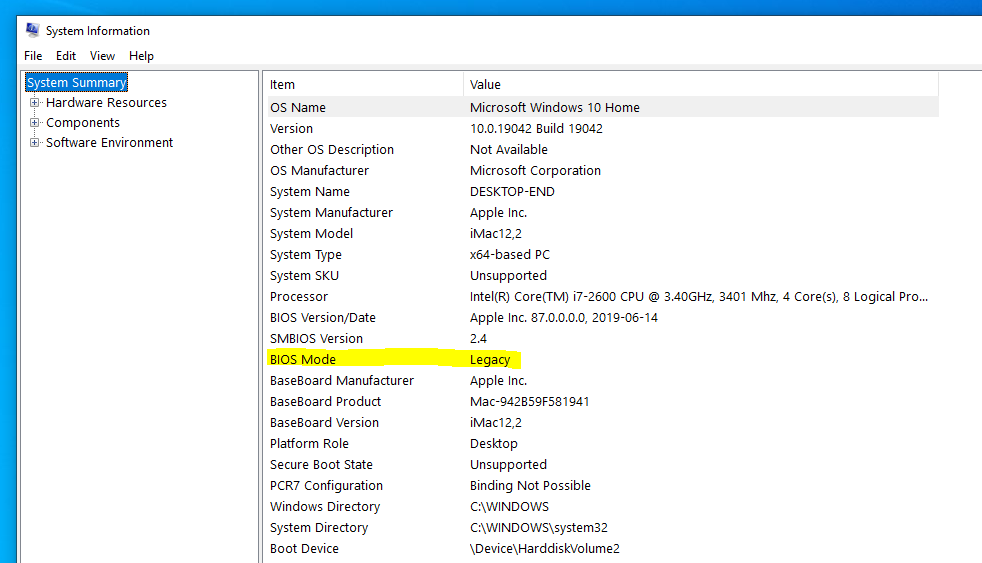 System Information
File Edit View Help
System Summary
Hardware Resources
Components
Software Environment
Item Value
OS Name Microsoft Windows 10 Home
Version 10.0.19042 Build 19042
Other OS Description Not Available
OS Manufacturer Microsoft Corporation
System Name DESKTOP-END
System Manufacturer Apple Inc.
System Model iMac12,2
System Type x64-based PC
System SKU Unsupported
Processor Intel(R) Core(TM) i7-2600 CPU @ 3.40GHz, 3401 Mhz, 4 Core(s), 8 Logical Pro...
BIOS Version/Date Apple Inc. 87.0.0.0.0, 2019-06-14
SMBIOS Version 2.4
BIOS Mode Legacy
BaseBoard Manufacturer Apple Inc.
BaseBoard Product Mac-942B59F581941
BaseBoard Version iMac12,2
Platform Role Desktop
Secure Boot State Unsupported
PCR7 Configuration Binding Not Possible
Windows Directory C:\WINDOWS
System Directory C:\WINDOWS\system32
Boot Device \Device\HarddiskVolume2